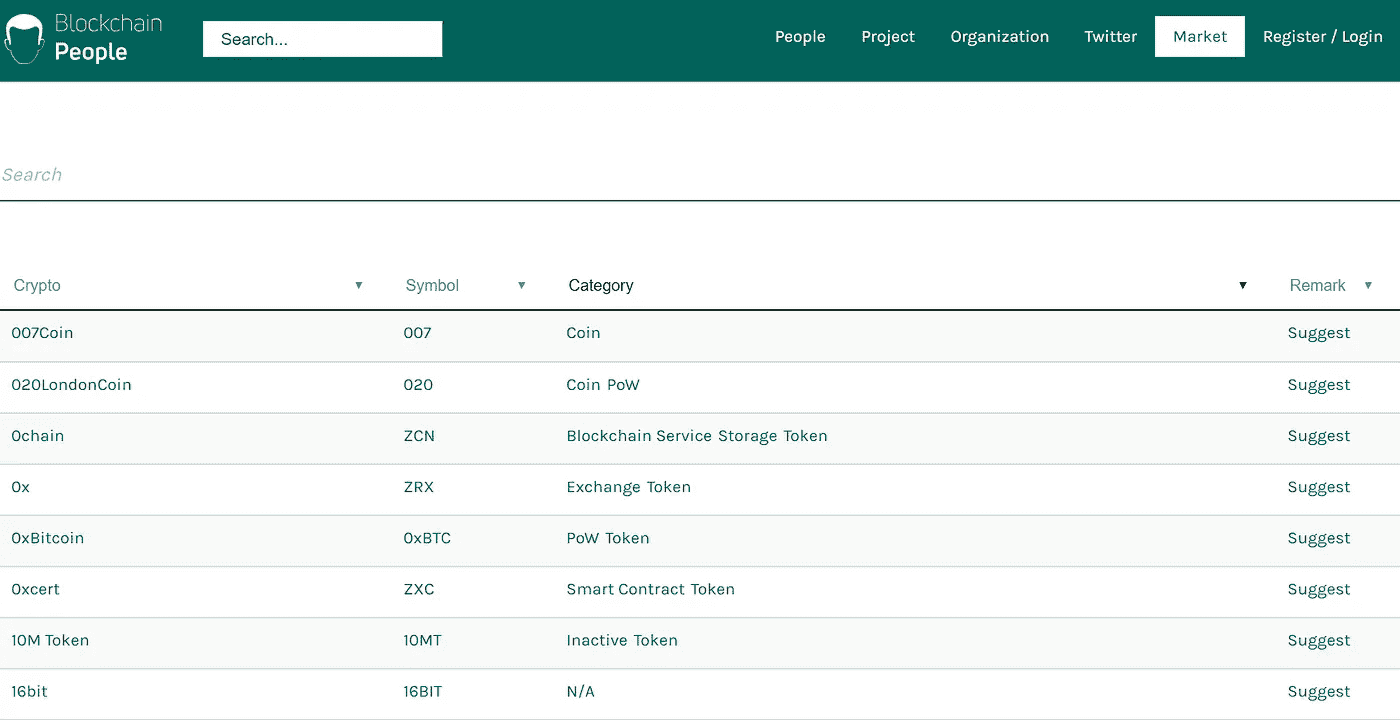 Blockchain
People
Search...
People Project Organization Twitter Market Register / Login
Search
Crypto ▼ Symbol ▼ Category ▼ Remark ▼
007Coin 007 Coin Suggest
020LondonCoin 020 Coin PoW Suggest
0chain ZCN Blockchain Service Storage Token Suggest
0x ZRX Exchange Token Suggest
0xBitcoin 0xBTC PoW Token Suggest
0xcert ZXC Smart Contract Token Suggest
10M Token 10MT Inactive Token Suggest
16bit 16BIT N/A Suggest